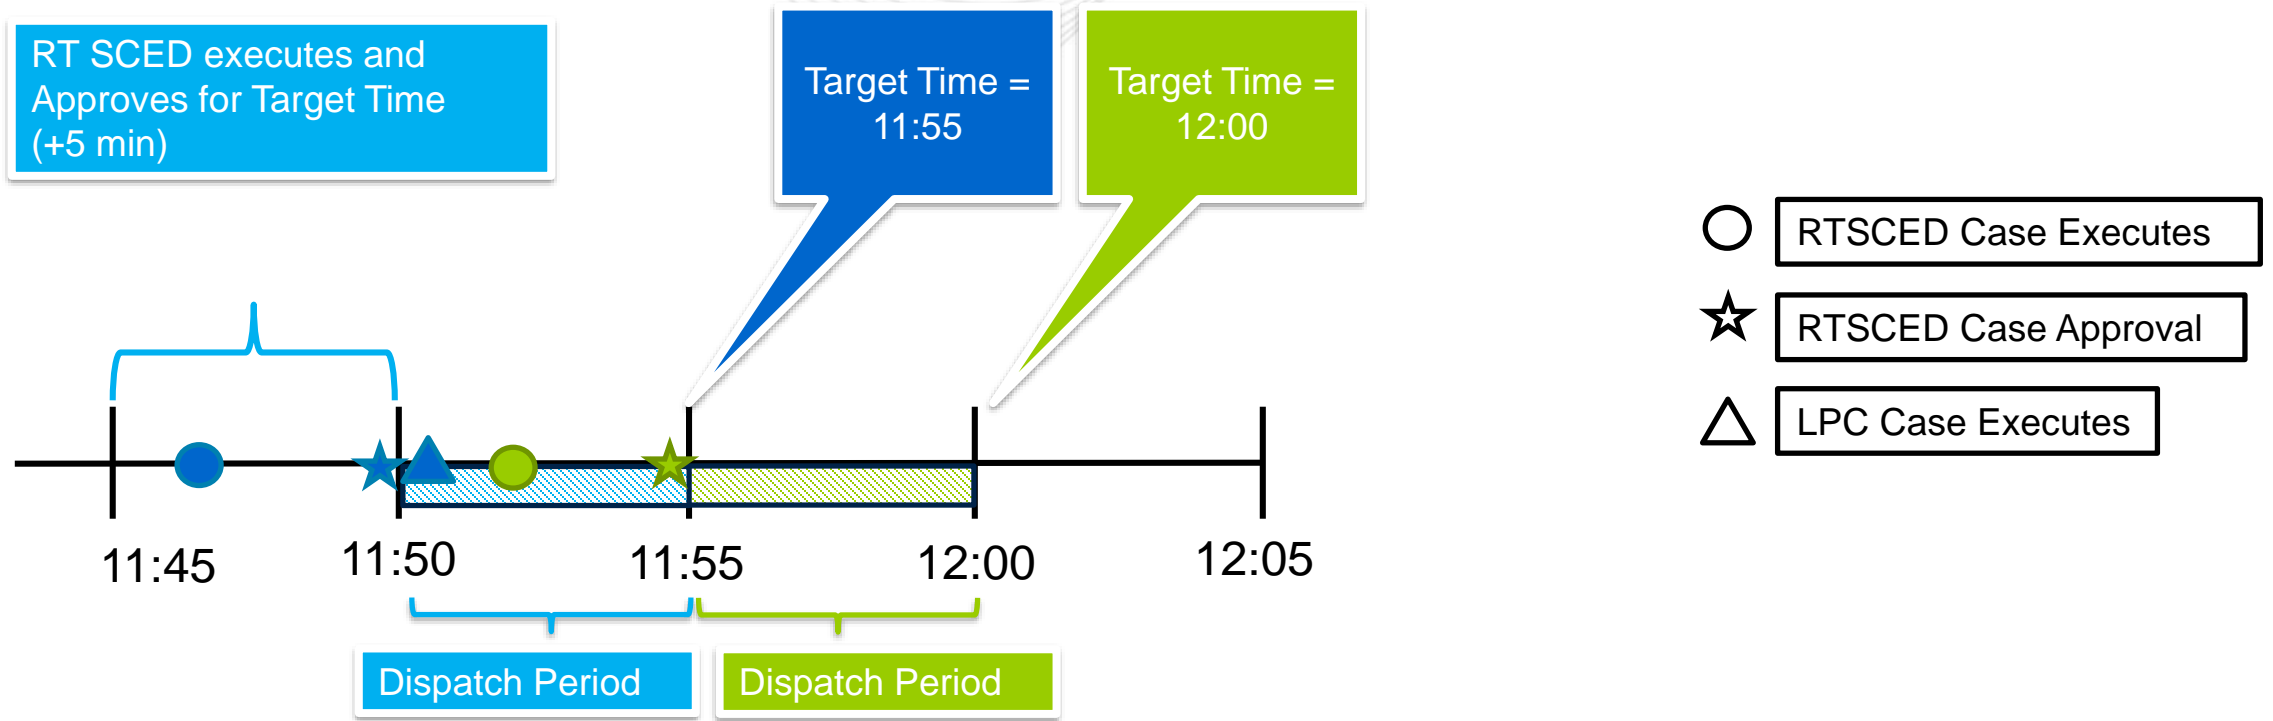 RT SCED executes and
Approves for Target Time
(+5 min)
Target Time =
11:55
Target Time =
12:00
RTSCED Case Executes
RTSCED Case Approval
LPC Case Executes
11:45
11:50
11:55
12:00
12:05
Dispatch Period
Dispatch Period